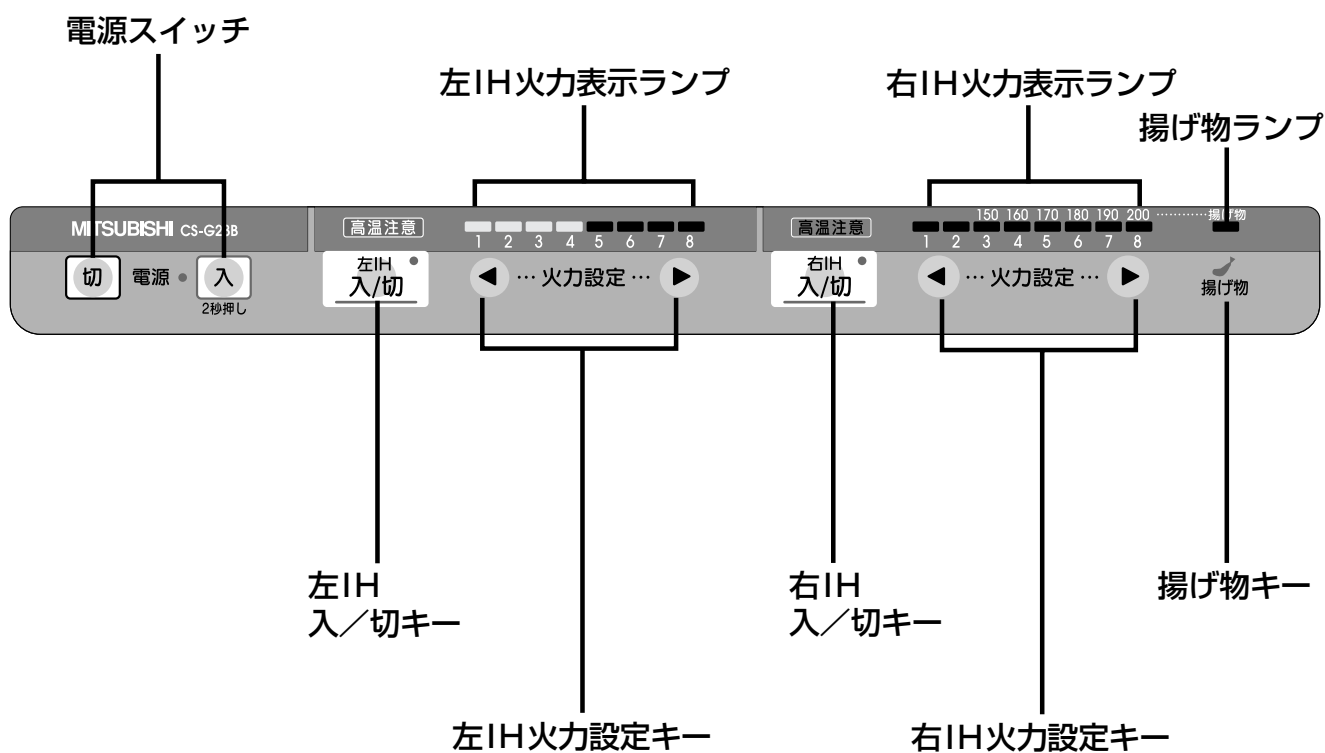 電源スイッチ
左IH火力表示ランプ
右IH火力表示ランプ
揚げ物ランプ
MITSUBISHI CS-G23B
高温注意
1 2 3 4 5 6 7 8
高温注意
150 160 170 180 190 200 …………揚げ物
1 2 3 4 5 6 7 8
切 電源 入
2秒押し
左IH
入/切
◀ … 火力設定 … ▶
右IH
入/切
◀ … 火力設定 … ▶
揚げ物
左IH
入／切キー
右IH
入／切キー
揚げ物キー
左IH火力設定キー
右IH火力設定キー